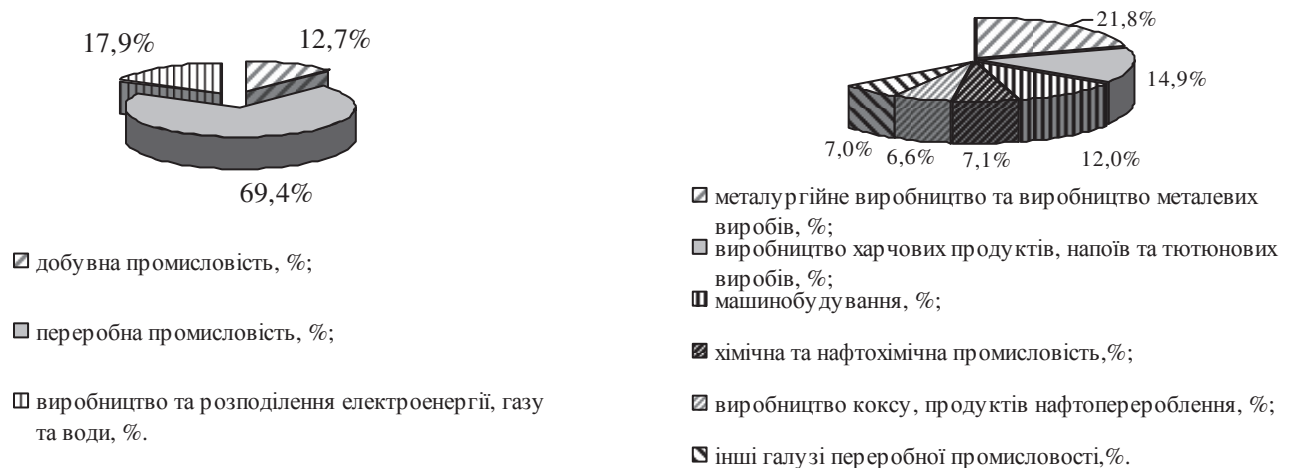 17,9%
12,7%
69,4%
добувна промисловість, %;
переробна промисловість, %;
виробництво та розподілення електроенергії, газу
та води, %.
21,8%
14,9%
12,0%
7,1%
6,6%
7,0%
металургійне виробництво та виробництво металевих
виробів, %;
виробництво харчових продуктів, напоїв та тютюнових
виробів, %;
машинобудування, %;
хімічна та нафтохімічна промисловість,%;
виробництво коксу, продуктів нафтоперероблення, %;
інші галузі переробної промисловості,%.